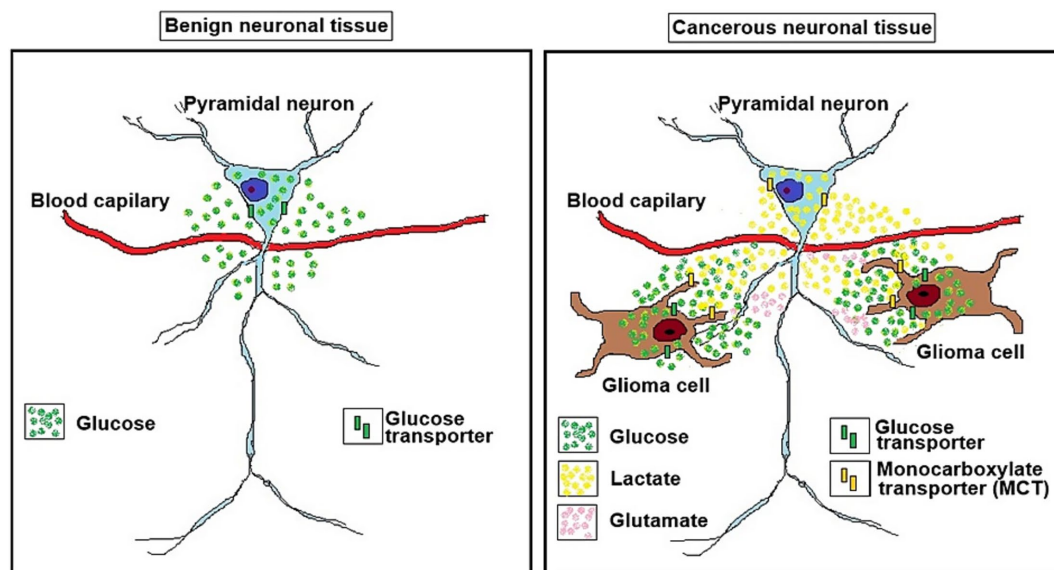 Benign neuronal tissue
Pyramidal neuron
Blood capilary
Glucose
Glucose
transporter
Cancerous neuronal tissue
Pyramidal neuron
Blood capilary
Glioma cell
Glioma cell
Glucose
Lactate
Glutamate
Glucose
transporter
Monocarboxylate
transporter (MCT)